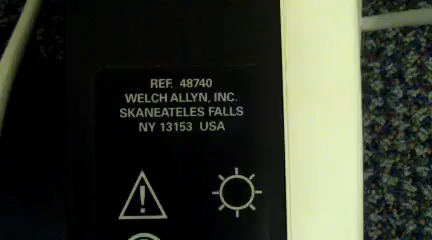 REF. 48740
WELCH ALLYN, INC.
SKANEATELES FALLS
NY 13153 USA